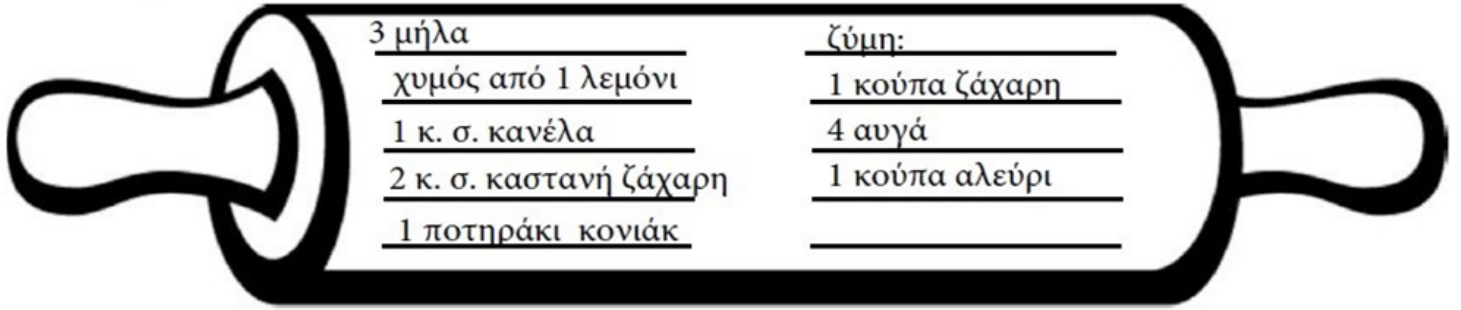 3 μήλα
χυμός από 1 λεμόνι
1 κ. σ. κανέλα
2 κ. σ. καστανή ζάχαρη
1 ποτηράκι κονιάκ
ζύμη:
1 κούπα ζάχαρη
4 αυγά
1 κούπα αλεύρι